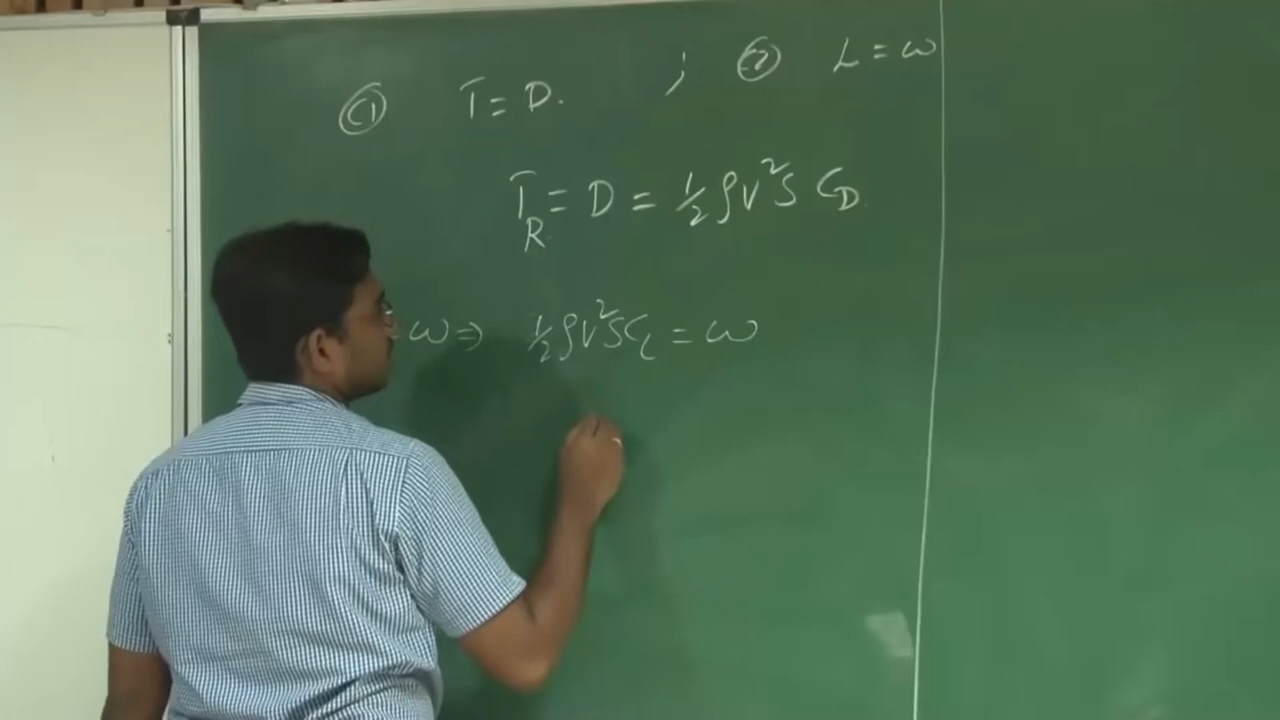 ① T = D. ; ② L = W
T_R = D = ½ ρV²S C_D
= W ⇒ ½ ρV²S C_L = W